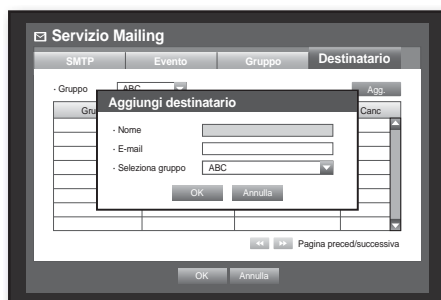 Servizio Mailing
SMTP Evento Gruppo Destinatario
· Gruppo ABC Agg.
Gru Canc
Aggiungi destinatario
· Nome
· E-mail
· Seleziona gruppo ABC
OK Annulla
Pagina preced/successiva
OK Annulla